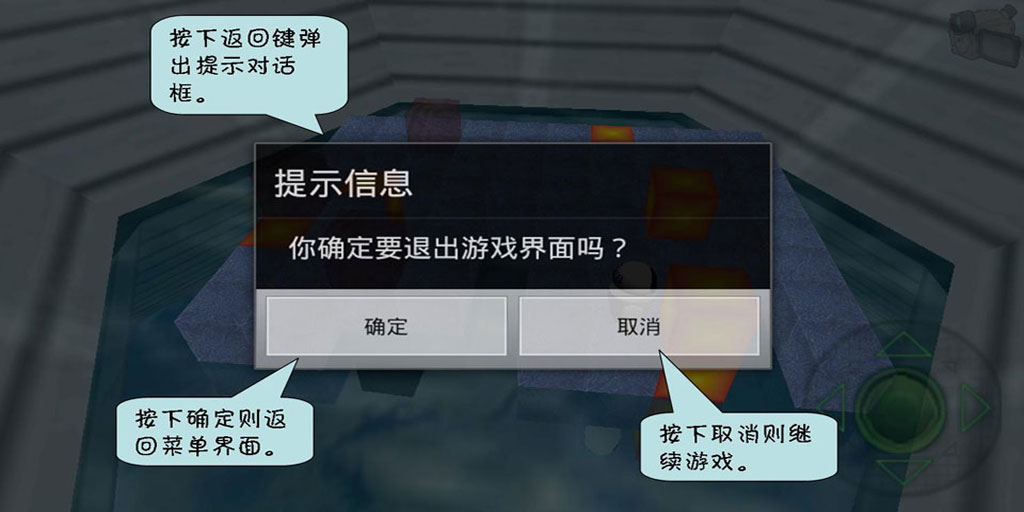 按下返回键弹
出提示对话
框。
提示信息
你确定要退出游戏界面吗？
确定
取消
按下确定则返
回菜单界面。
按下取消则继
续游戏。